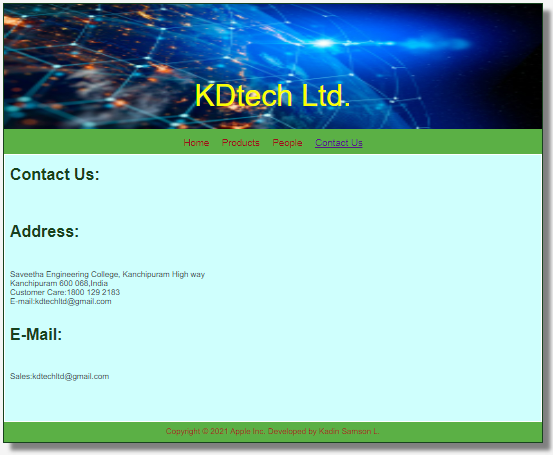 KDtech Ltd.
Home Products People Contact Us
Contact Us:
Address:
Saveetha Engineering College, Kanchipuram High way
Kanchipuram 600 068,India
Customer Care:1800 129 2183
E-mail:kdtechltd@gmail.com
E-Mail:
Sales:kdtechltd@gmail.com
Copyright © 2021 Apple Inc. Developed by Kadin Samson L.